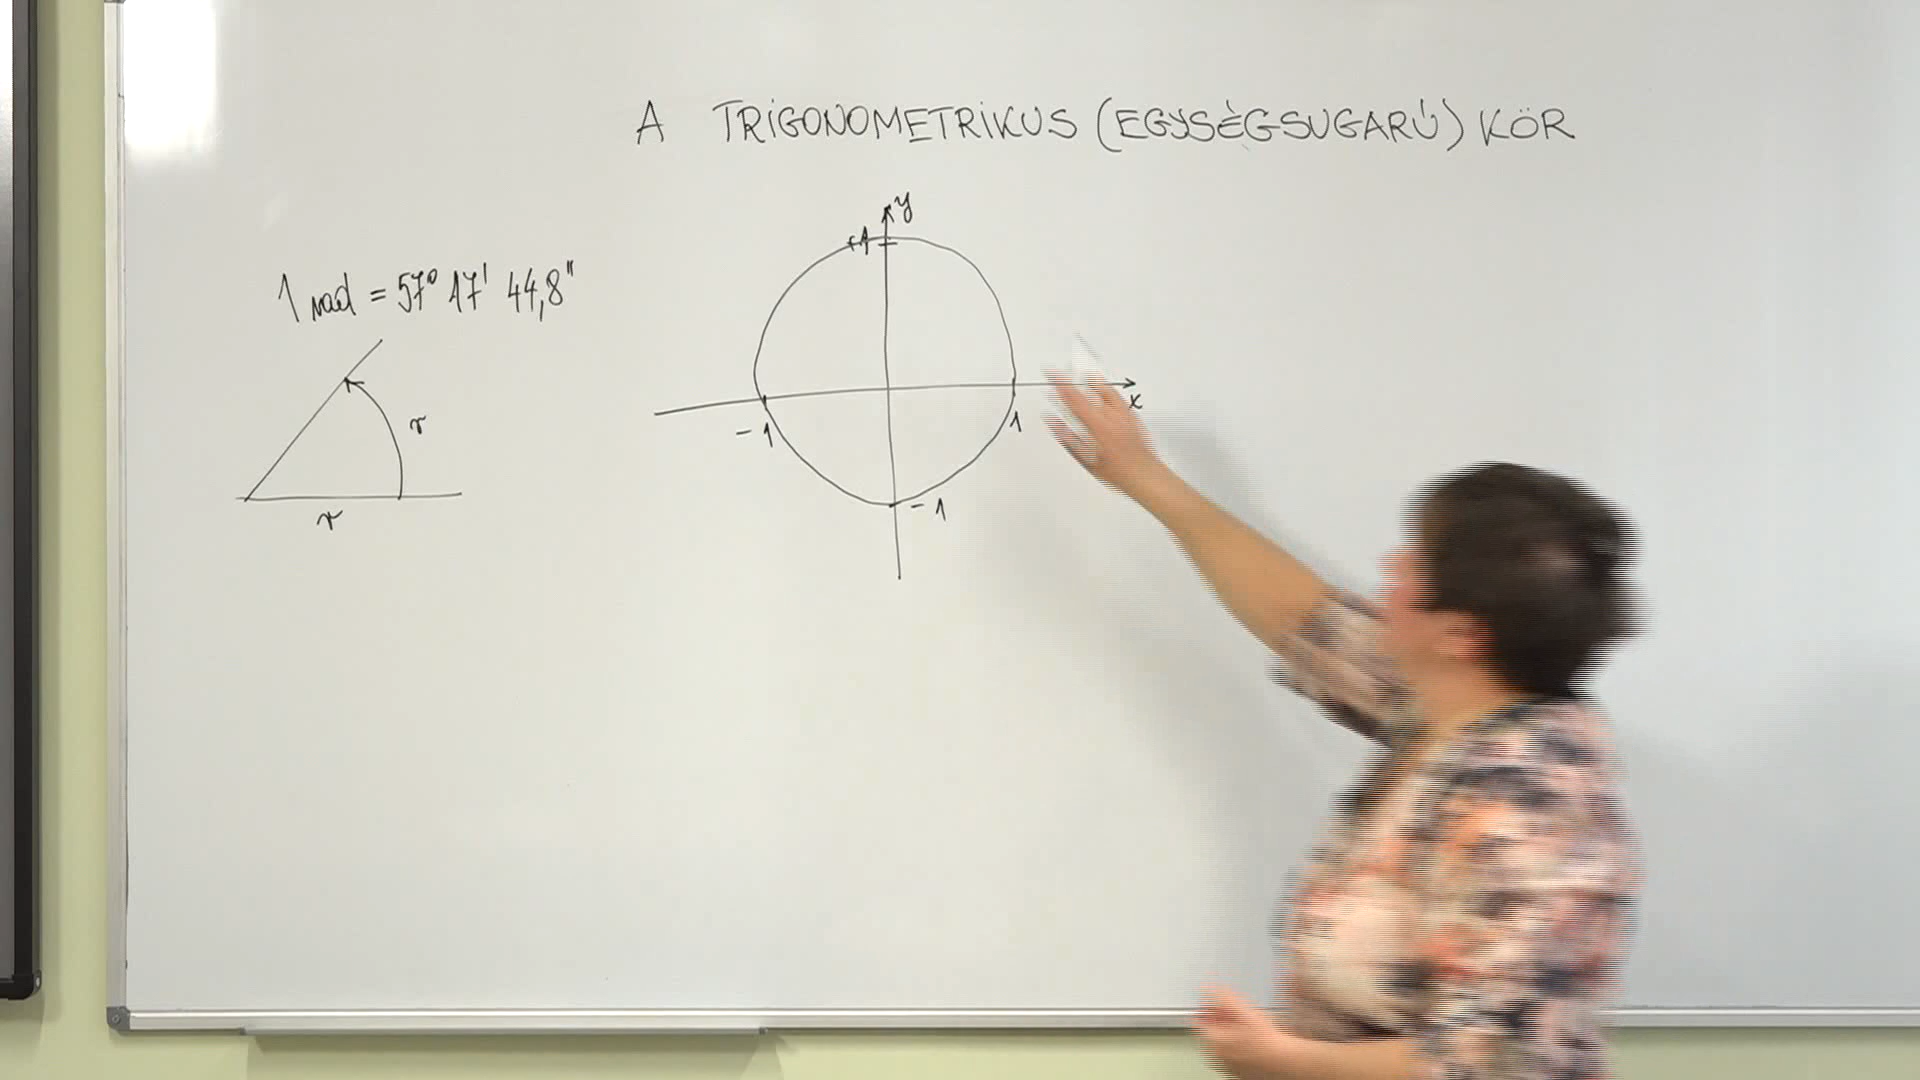 A TRIGONOMETRIKUS (EGYSÉGSUGARÚ) KÖR
1 rad = 57° 17' 44,8"
r
r
y
1
x
-1
1
-1